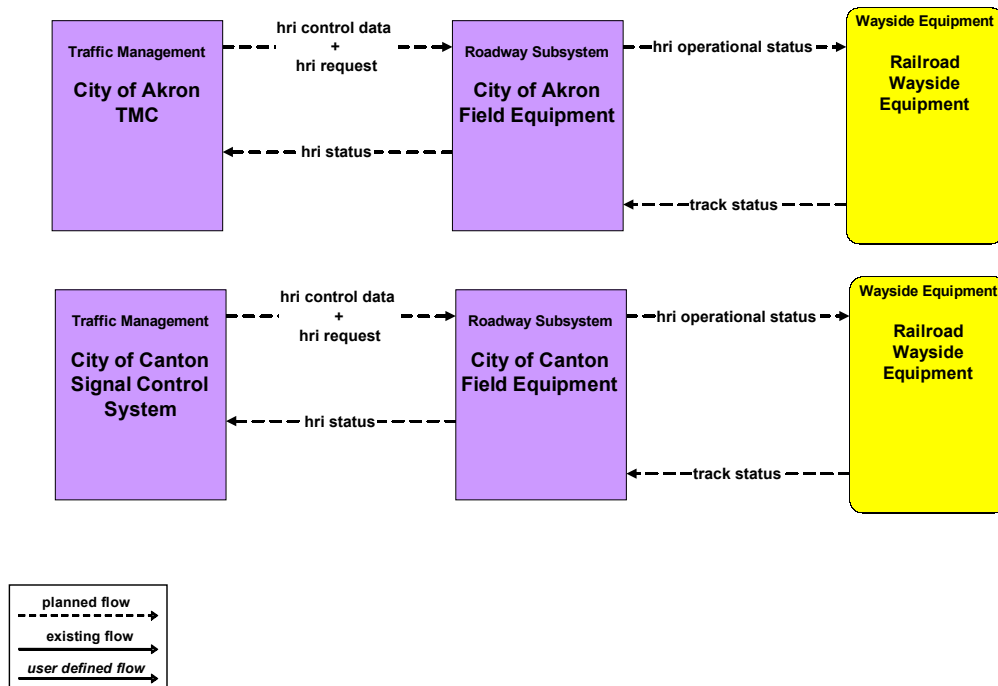 hri control data
+
hri request
Traffic Management
City of Akron
TMC
Roadway Subsystem
City of Akron
Field Equipment
hri operational status
Wayside Equipment
Railroad
Wayside
Equipment
hri status
track status
hri control data
+
hri request
Traffic Management
City of Canton
Signal Control
System
Roadway Subsystem
City of Canton
Field Equipment
hri operational status
Wayside Equipment
Railroad
Wayside
Equipment
hri status
track status
planned flow
existing flow
user defined flow